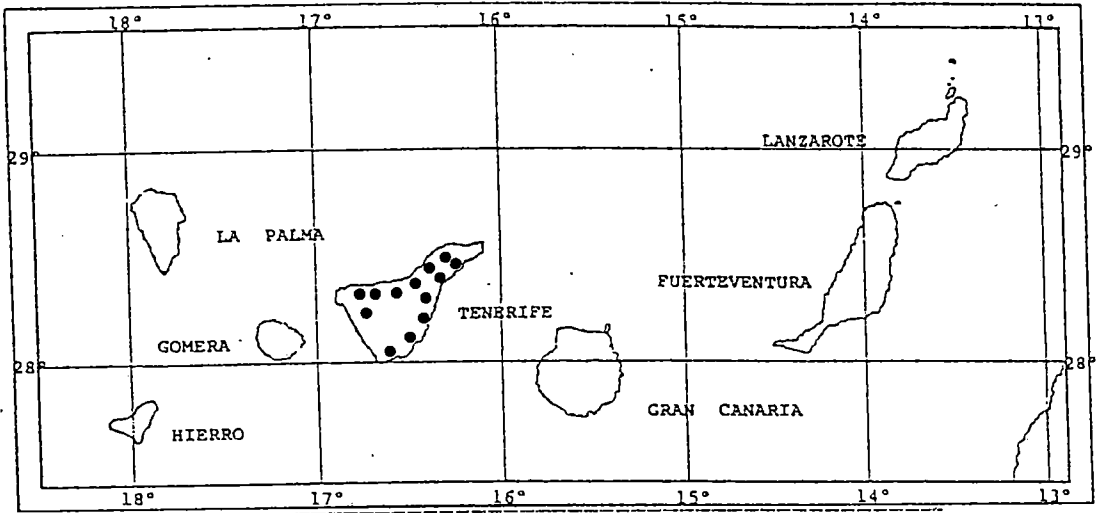 18° 17° 16° 15° 14° 13°
LANZAROTE
29° 29°
LA PALMA
FUERTEVENTURA
TENERIFE
GOMERA
28° 28°
GRAN CANARIA
HIERRO
18° 17° 16° 15° 14° 13°